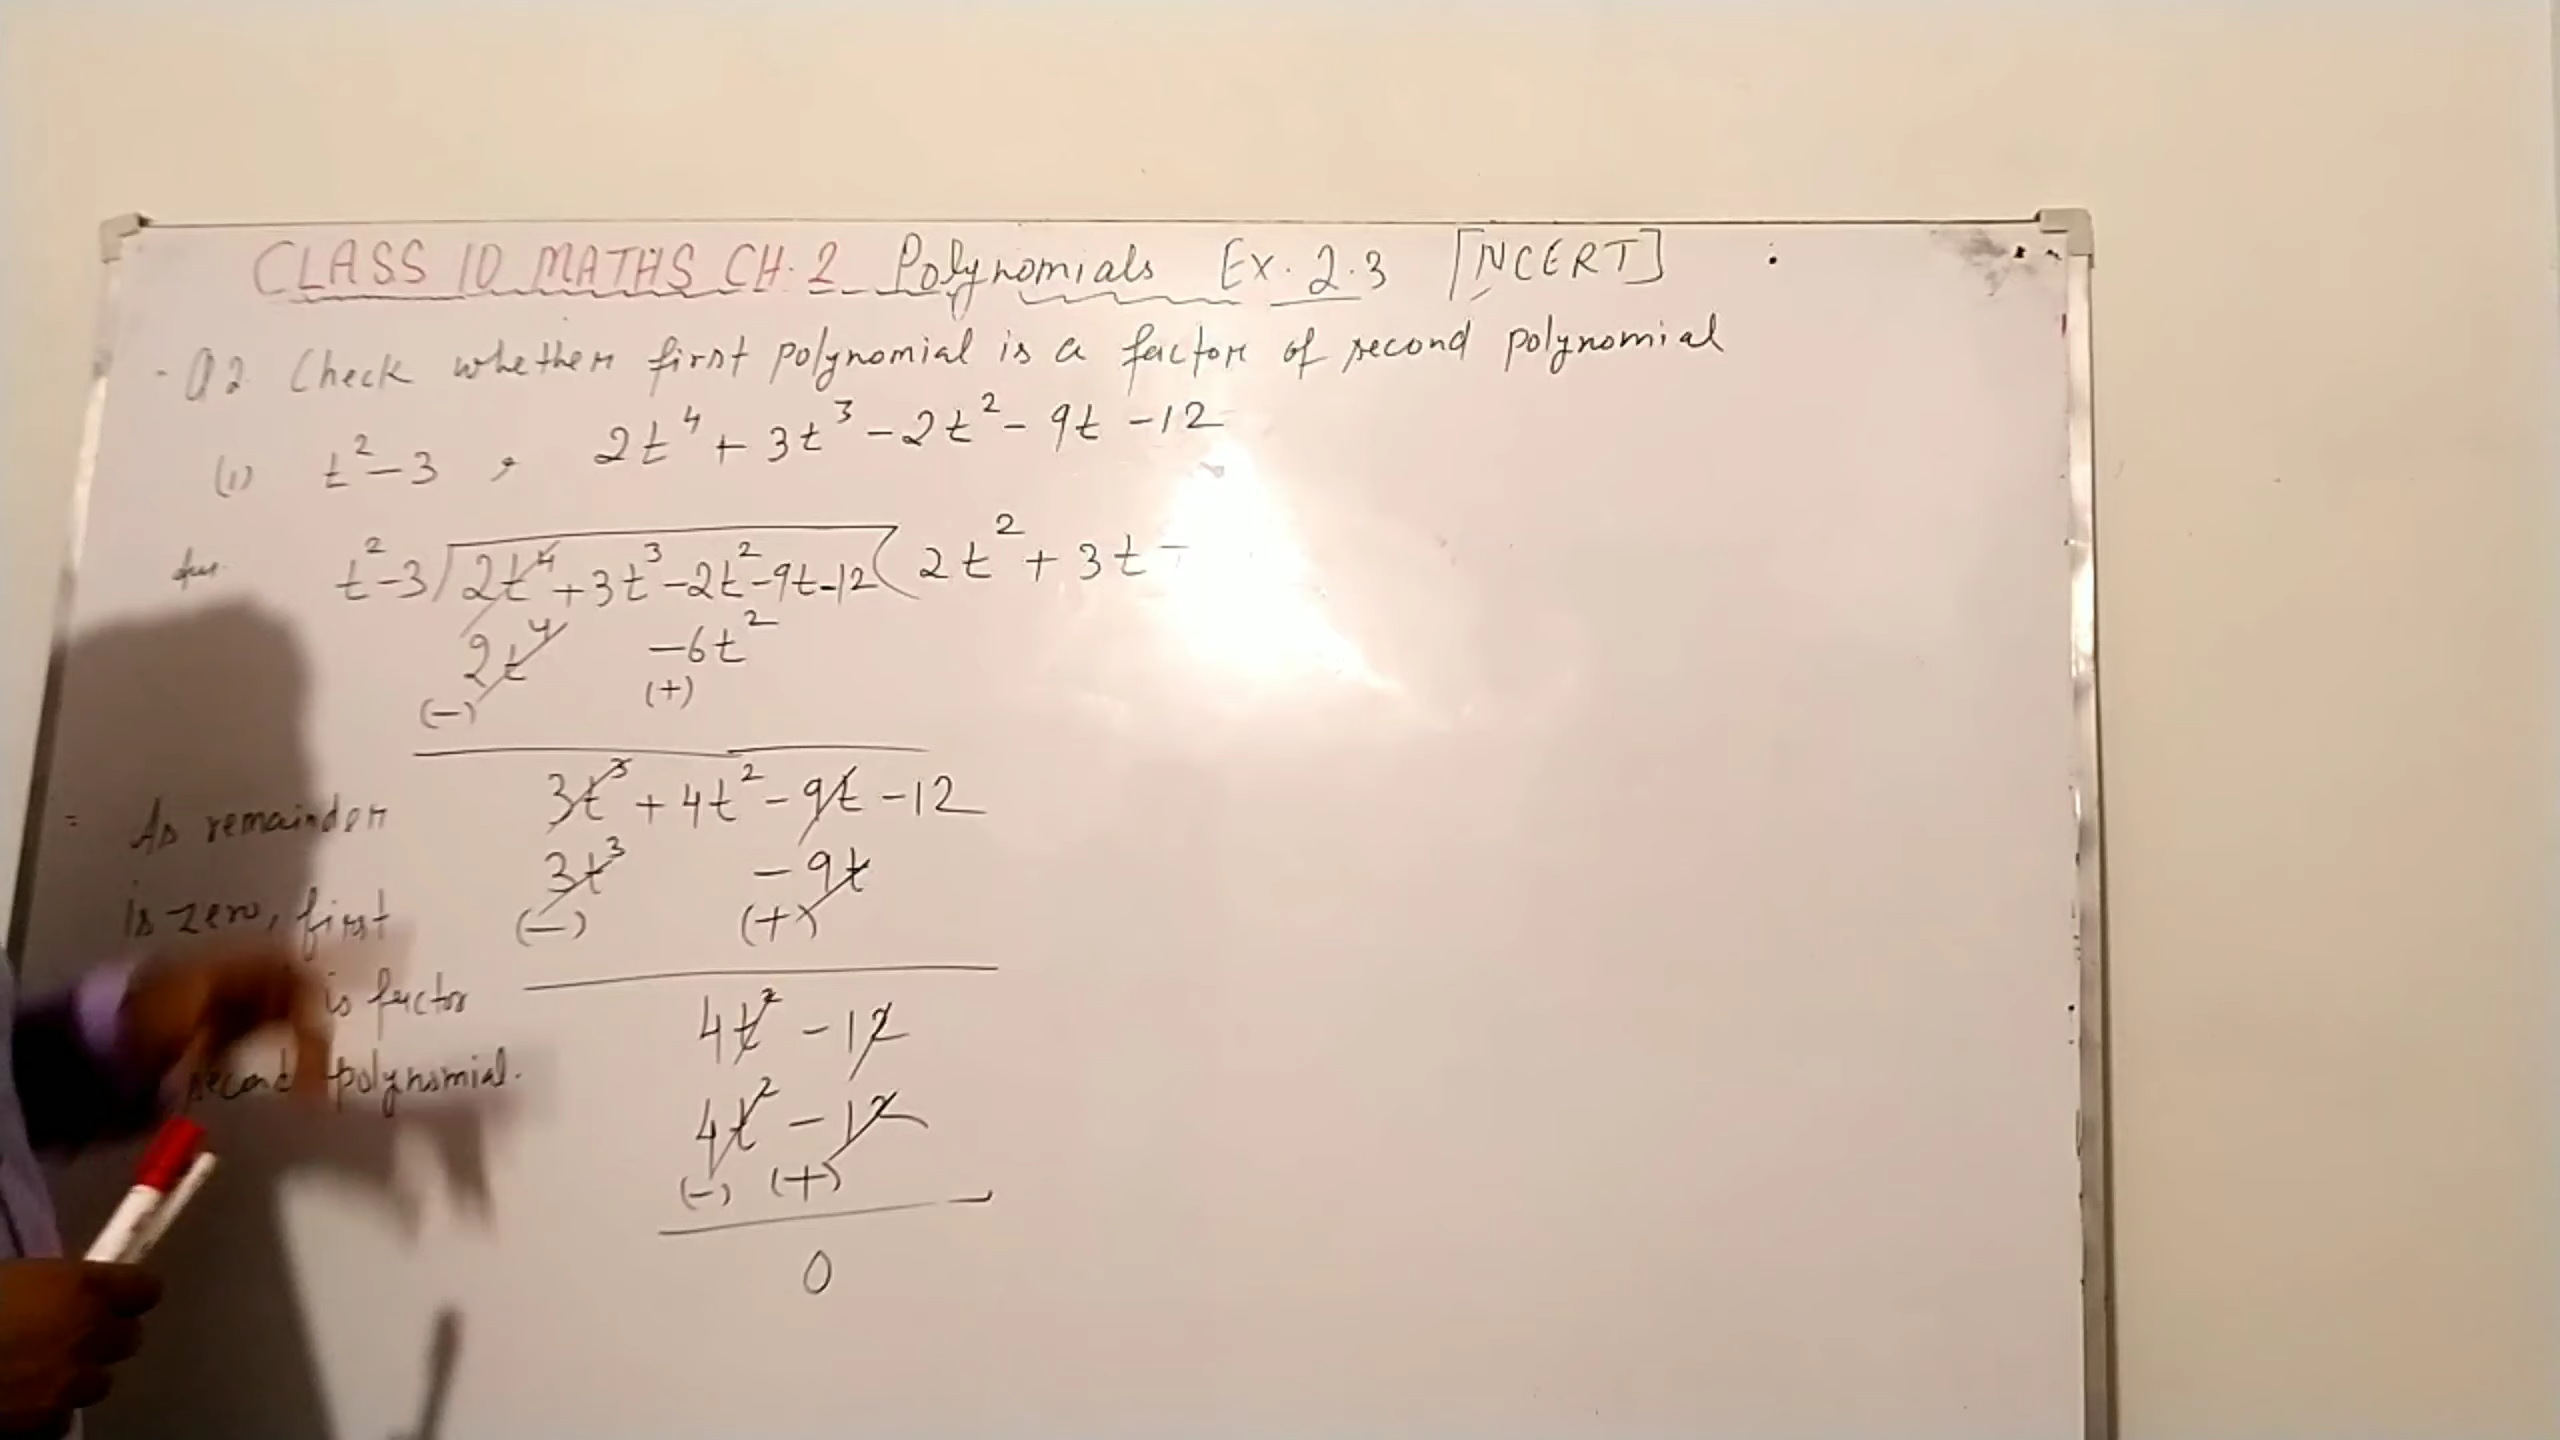 CLASS 10 MATHS CH. 2 Polynomials Ex. 2.3 [NCERT]
Q2. Check whether first polynomial is a factor of second polynomial
(i) t² - 3 , 2t⁴ + 3t³ - 2t² - 9t - 12
t² - 3 ) 2t⁴ + 3t³ - 2t² - 9t - 12 ( 2t² + 3t
2t⁴ - 6t²
(-) (+)
3t³ + 4t² - 9t - 12
3t³ - 9t
(-) (+)
4t² - 12
4t² - 12
(-) (+)
0
As remainder
is zero, first
is factor
second polynomial.